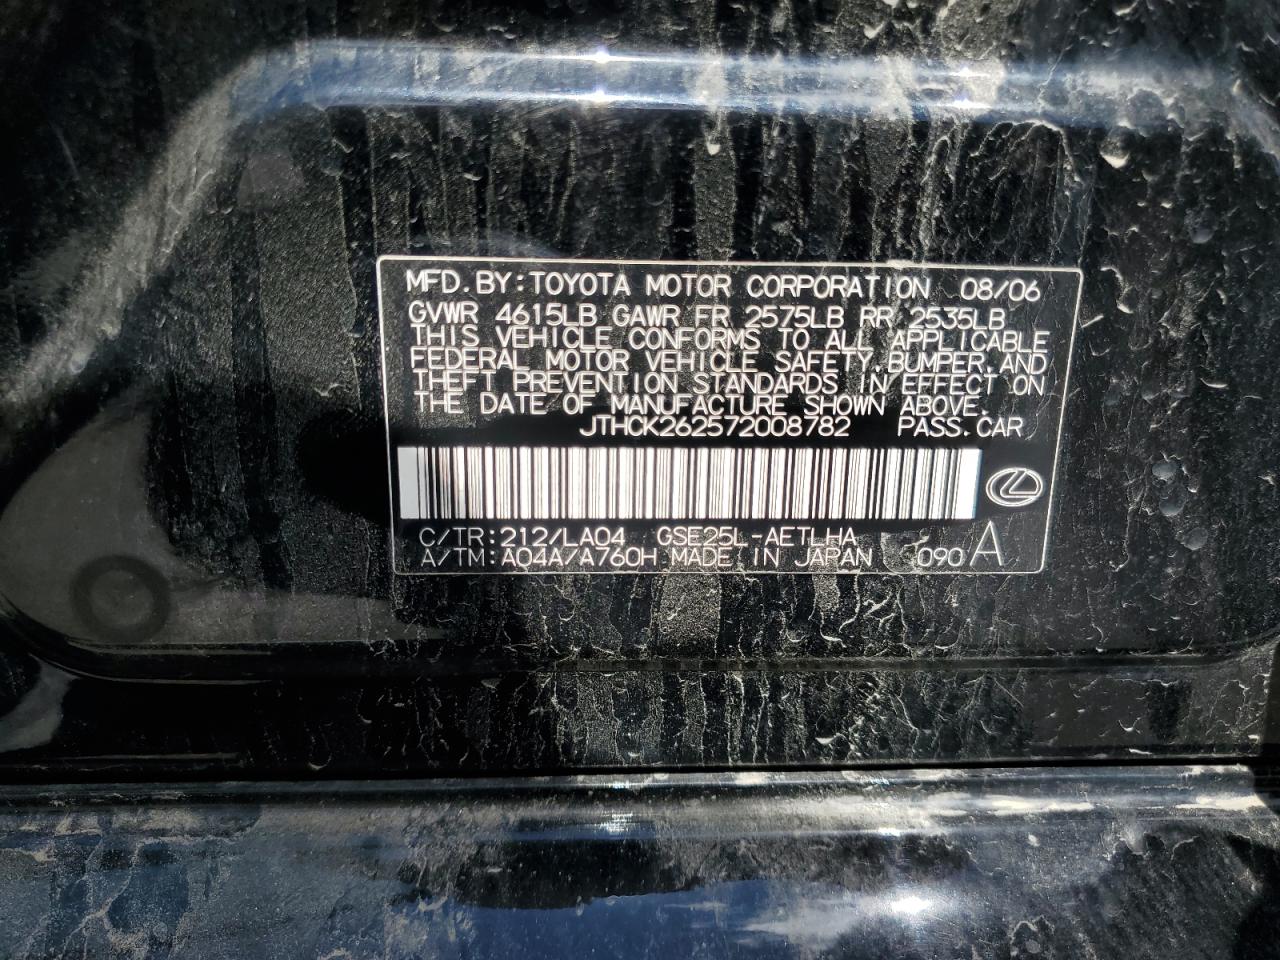 MFD. BY: TOYOTA MOTOR CORPORATION 08/06
GVWR 4615LB GAWR FR 2575LB RR 2535LB
THIS VEHICLE CONFORMS TO ALL APPLICABLE
FEDERAL MOTOR VEHICLE SAFETY, BUMPER, AND
THEFT PREVENTION STANDARDS IN EFFECT ON
THE DATE OF MANUFACTURE SHOWN ABOVE.
JTHCK262572008782 PASS. CAR
C/TR: 212/LA04 GSE25L-AETLHA
A/TM: A04A/A760H MADE IN JAPAN 090 A